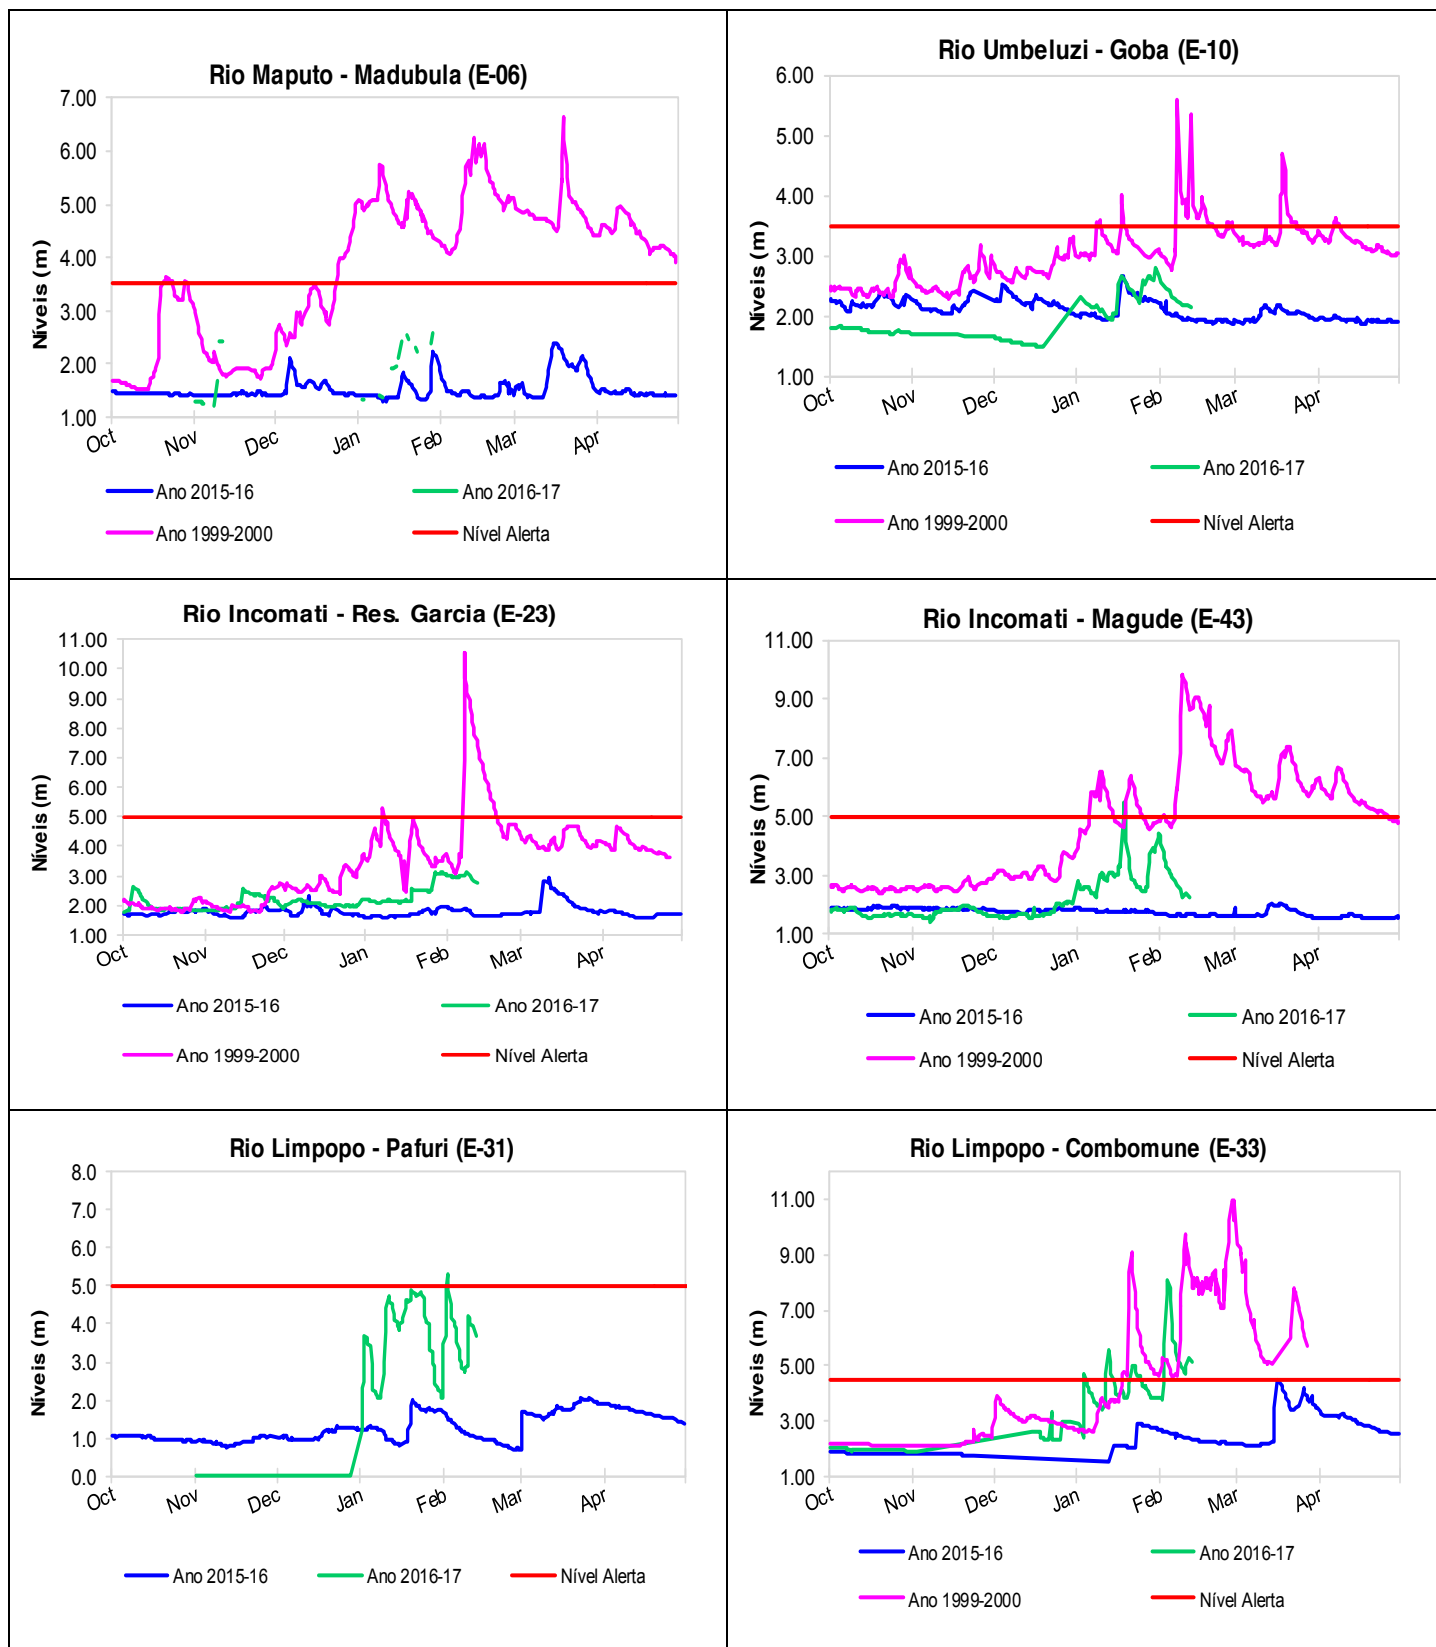 Rio Maputo - Madubula (E-06)
Níveis (m)
7.00
6.00
5.00
4.00
3.00
2.00
1.00
Oct Nov Dec Jan Feb Mar Apr
Ano 2015-16 Ano 2016-17
Ano 1999-2000 Nível Alerta
Rio Umbeluzi - Goba (E-10)
Níveis (m)
6.00
5.00
4.00
3.00
2.00
1.00
Oct Nov Dec Jan Feb Mar Apr
Ano 2015-16 Ano 2016-17
Ano 1999-2000 Nível Alerta
Rio Incomati - Res. Garcia (E-23)
Níveis (m)
11.00
10.00
9.00
8.00
7.00
6.00
5.00
4.00
3.00
2.00
1.00
Oct Nov Dec Jan Feb Mar Apr
Ano 2015-16 Ano 2016-17
Ano 1999-2000 Nível Alerta
Rio Incomati - Magude (E-43)
Níveis (m)
11.00
9.00
7.00
5.00
3.00
1.00
Oct Nov Dec Jan Feb Mar Apr
Ano 2015-16 Ano 2016-17
Ano 1999-2000 Nível Alerta
Rio Limpopo - Pafuri (E-31)
Níveis (m)
8.0
7.0
6.0
5.0
4.0
3.0
2.0
1.0
0.0
Oct Nov Dec Jan Feb Mar Apr
Ano 2015-16 Ano 2016-17 Nível Alerta
Rio Limpopo - Combomune (E-33)
Níveis (m)
11.00
9.00
7.00
5.00
3.00
1.00
Oct Nov Dec Jan Feb Mar Apr
Ano 2015-16 Ano 2016-17
Ano 1999-2000 Nível Alerta